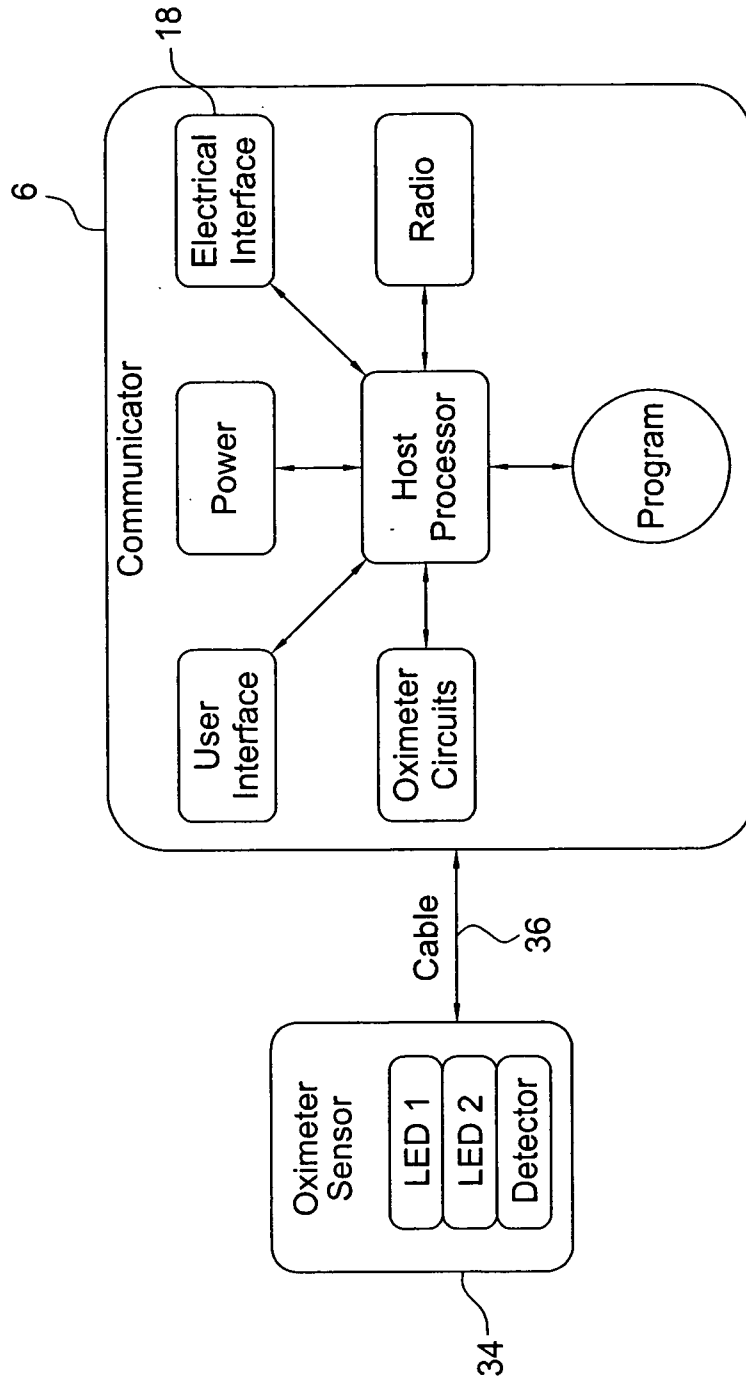 6
Communicator
18
User
Interface
Power
Electrical
Interface
Oximeter
Circuits
Host
Processor
Radio
Program
Cable
36
Oximeter
Sensor
LED 1
LED 2
Detector
34